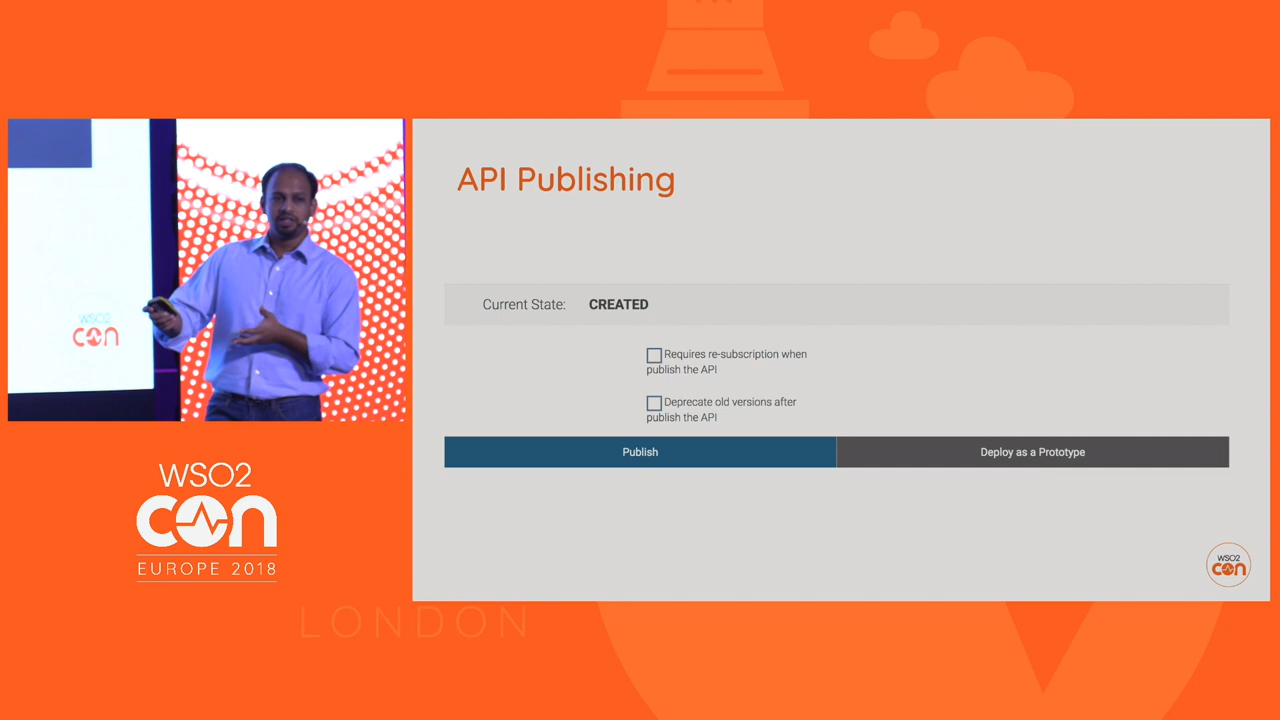 WSO2
con
API Publishing
Current State: CREATED
Requires re-subscription when
publish the API
Deprecate old versions after
publish the API
Publish
Deploy as a Prototype
WSO2
con
EUROPE 2018
WSO2
con
LONDON